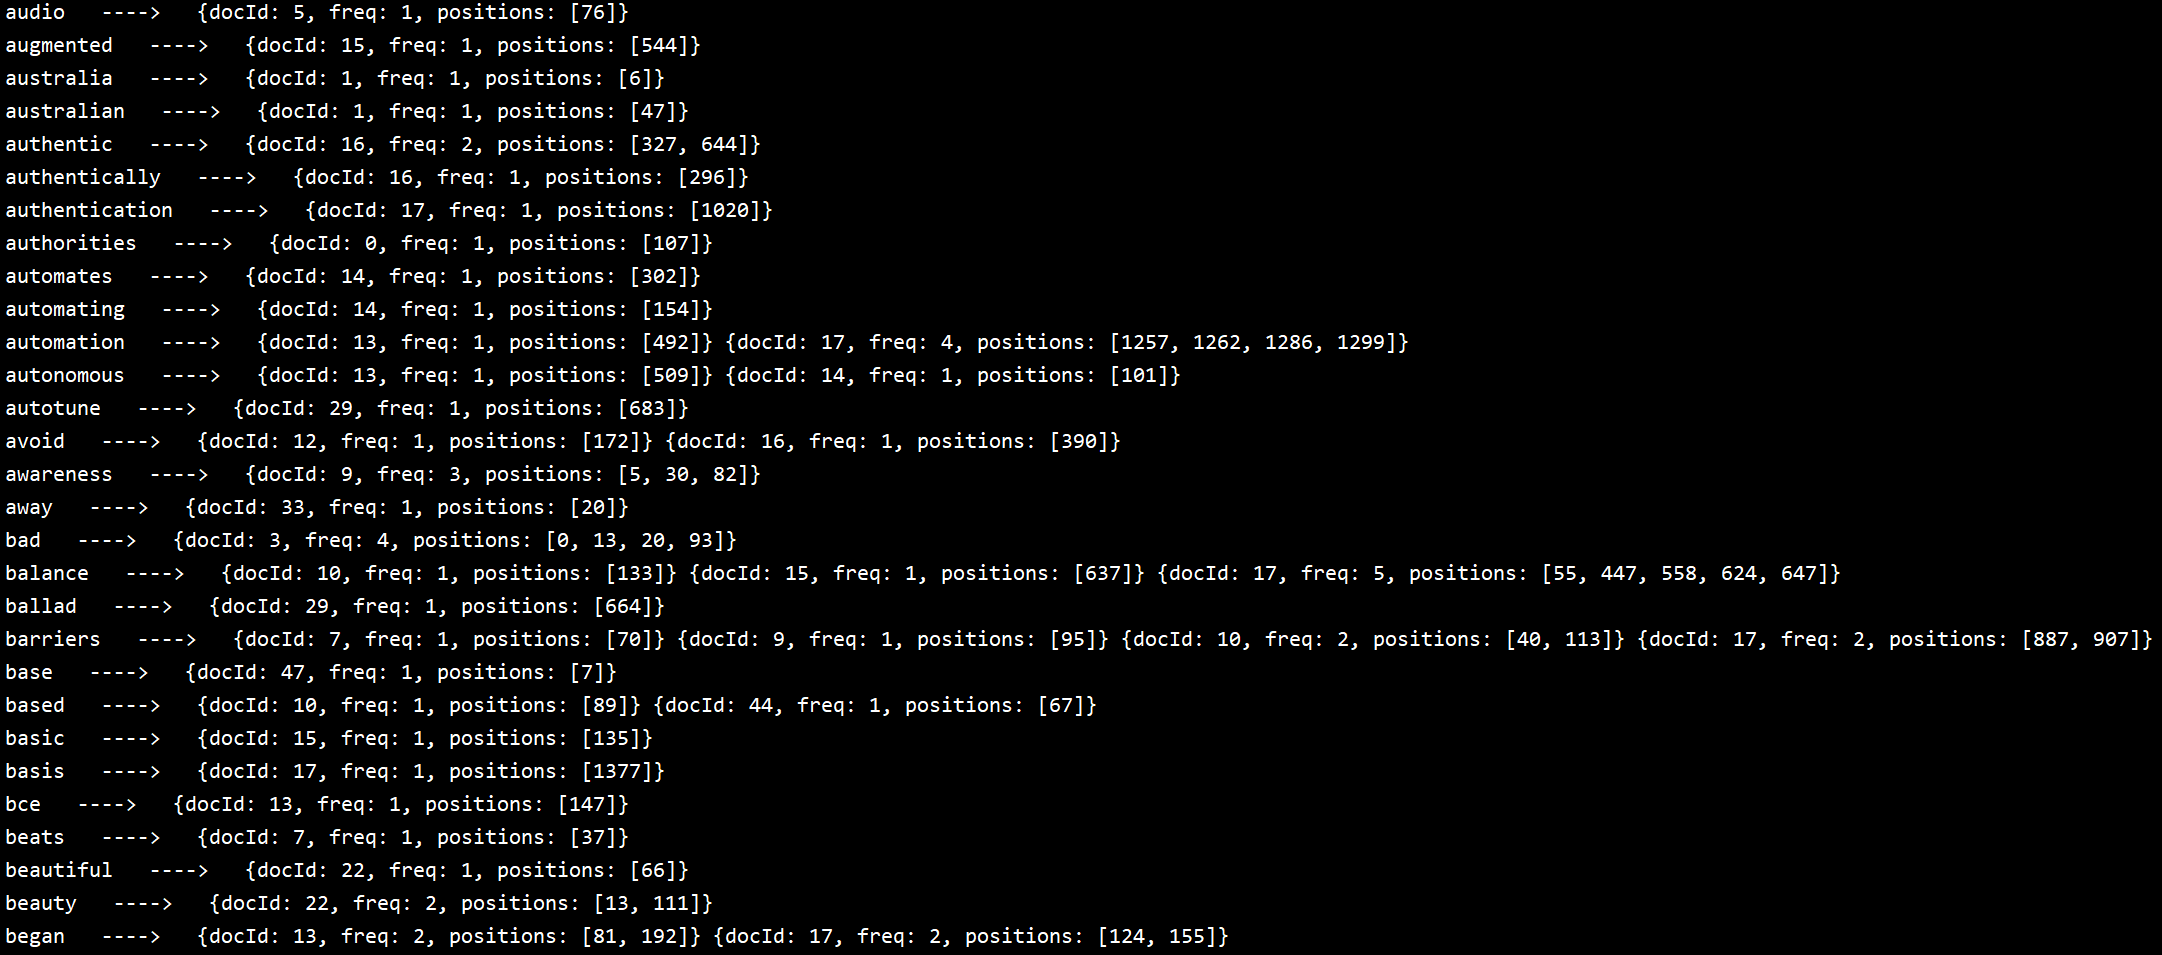 audio ----> {docId: 5, freq: 1, positions: [76]}
augmented ----> {docId: 15, freq: 1, positions: [544]}
australia ----> {docId: 1, freq: 1, positions: [6]}
australian ----> {docId: 1, freq: 1, positions: [47]}
authentic ----> {docId: 16, freq: 2, positions: [327, 644]}
authentically ----> {docId: 16, freq: 1, positions: [296]}
authentication ----> {docId: 17, freq: 1, positions: [1020]}
authorities ----> {docId: 0, freq: 1, positions: [107]}
automates ----> {docId: 14, freq: 1, positions: [302]}
automating ----> {docId: 14, freq: 1, positions: [154]}
automation ----> {docId: 13, freq: 1, positions: [492]} {docId: 17, freq: 4, positions: [1257, 1262, 1286, 1299]}
autonomous ----> {docId: 13, freq: 1, positions: [509]} {docId: 14, freq: 1, positions: [101]}
autotune ----> {docId: 29, freq: 1, positions: [683]}
avoid ----> {docId: 12, freq: 1, positions: [172]} {docId: 16, freq: 1, positions: [390]}
awareness ----> {docId: 9, freq: 3, positions: [5, 30, 82]}
away ----> {docId: 33, freq: 1, positions: [20]}
bad ----> {docId: 3, freq: 4, positions: [0, 13, 20, 93]}
balance ----> {docId: 10, freq: 1, positions: [133]} {docId: 15, freq: 1, positions: [637]} {docId: 17, freq: 5, positions: [55, 447, 558, 624, 647]}
ballad ----> {docId: 29, freq: 1, positions: [664]}
barriers ----> {docId: 7, freq: 1, positions: [70]} {docId: 9, freq: 1, positions: [95]} {docId: 10, freq: 2, positions: [40, 113]} {docId: 17, freq: 2, positions: [887, 907]}
base ----> {docId: 47, freq: 1, positions: [7]}
based ----> {docId: 10, freq: 1, positions: [89]} {docId: 44, freq: 1, positions: [67]}
basic ----> {docId: 15, freq: 1, positions: [135]}
basis ----> {docId: 17, freq: 1, positions: [1377]}
bce ----> {docId: 13, freq: 1, positions: [147]}
beats ----> {docId: 7, freq: 1, positions: [37]}
beautiful ----> {docId: 22, freq: 1, positions: [66]}
beauty ----> {docId: 22, freq: 2, positions: [13, 111]}
began ----> {docId: 13, freq: 2, positions: [81, 192]} {docId: 17, freq: 2, positions: [124, 155]}